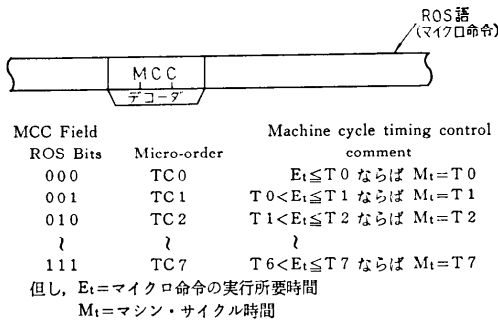 ROS語
(マイクロ命令)
MCC
デコーダ
MCC Field Machine cycle timing control
ROS Bits Micro-order comment
000 TC0 Et≦T0 ならば Mt=T0
001 TC1 T0<Et≦T1 ならば Mt=T1
010 TC2 T1<Et≦T2 ならば Mt=T2
≀ ≀ ≀
111 TC7 T6<Et≦T7 ならば Mt=T7
但し, Et=マイクロ命令の実行所要時間
Mt=マシン・サイクル時間